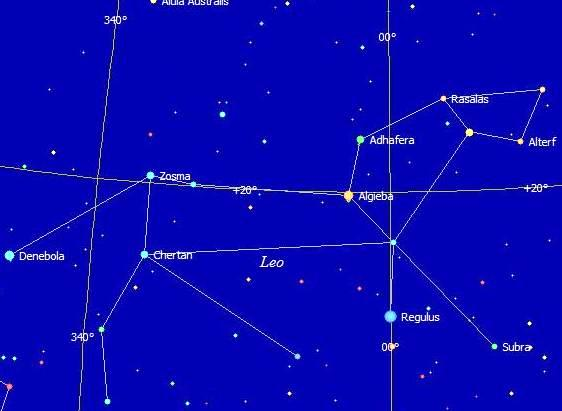 Alula Australis
340°
00°
Rasalas
Adhafera
Alterf
Zosma
+20°
+20°
Algieba
Denebola
Chertan
Leo
Regulus
340°
00°
Subra